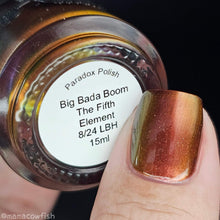 Paradox Polish
Big Bada Boom
The Fifth
Element
8/24 LBH
15ml
@manacowfish